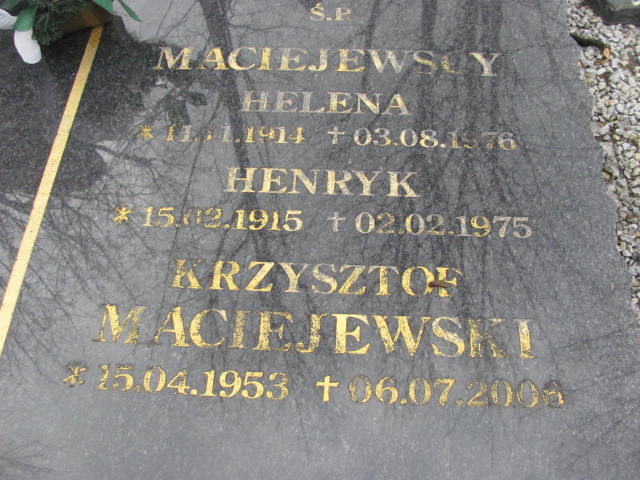 Ś.P.
MACIEJEWSCY
HELENA
* 11.11.1914 † 03.08.1976
HENRYK
* 15.02.1915 † 02.02.1975
KRZYSZTOF
MACIEJEWSKI
* 15.04.1953 † 06.07.2008